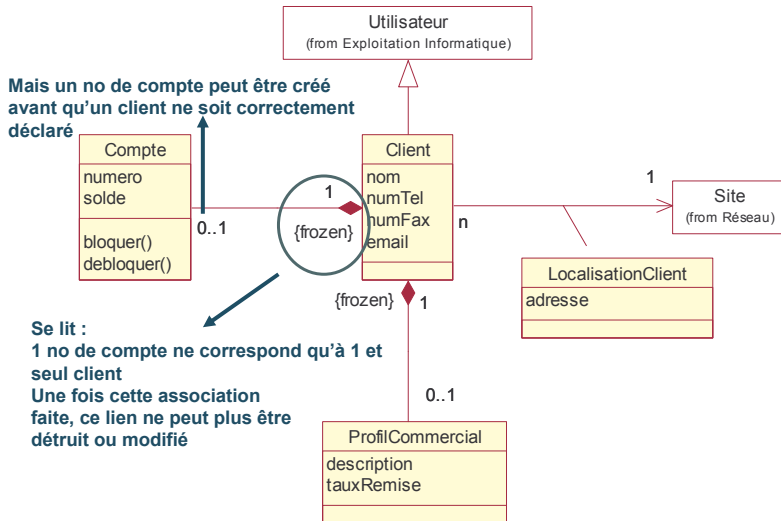 Utilisateur
(from Exploitation Informatique)
Mais un no de compte peut être créé
avant qu'un client ne soit correctement
déclaré
Compte
numero
solde
bloquer()
debloquer()
0..1
1
{frozen}
Client
nom
numTel
numFax
email
n
1
Site
(from Réseau)
LocalisationClient
adresse
{frozen}
1
0..1
Se lit :
1 no de compte ne correspond qu'à 1 et
seul client
Une fois cette association
faite, ce lien ne peut plus être
détruit ou modifié
ProfilCommercial
description
tauxRemise